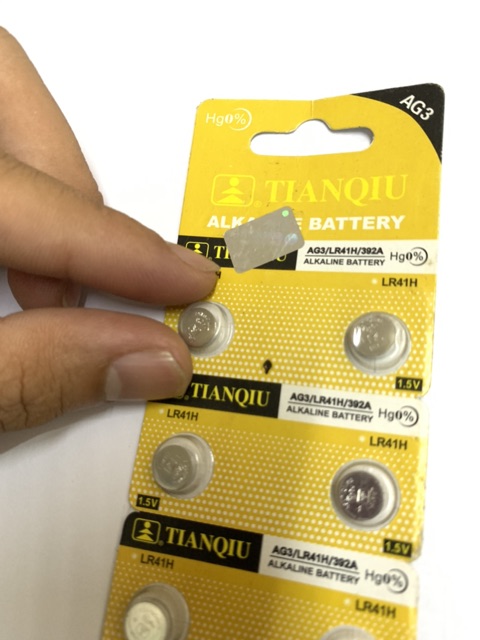 AG3
Hg0%
TIANQIU
BATTERY
AG3/LR41H/392A
ALKALINE BATTERY
Hg0%
LR41H
1.5V
TIANQIU
AG3/LR41H/392A
ALKALINE BATTERY
Hg0%
LR41H
LR41H
1.5V
1.5V
TIANQIU
AG3/LR41H/392A
ALKALINE BATTERY
Hg0%
LR41H
LR41H